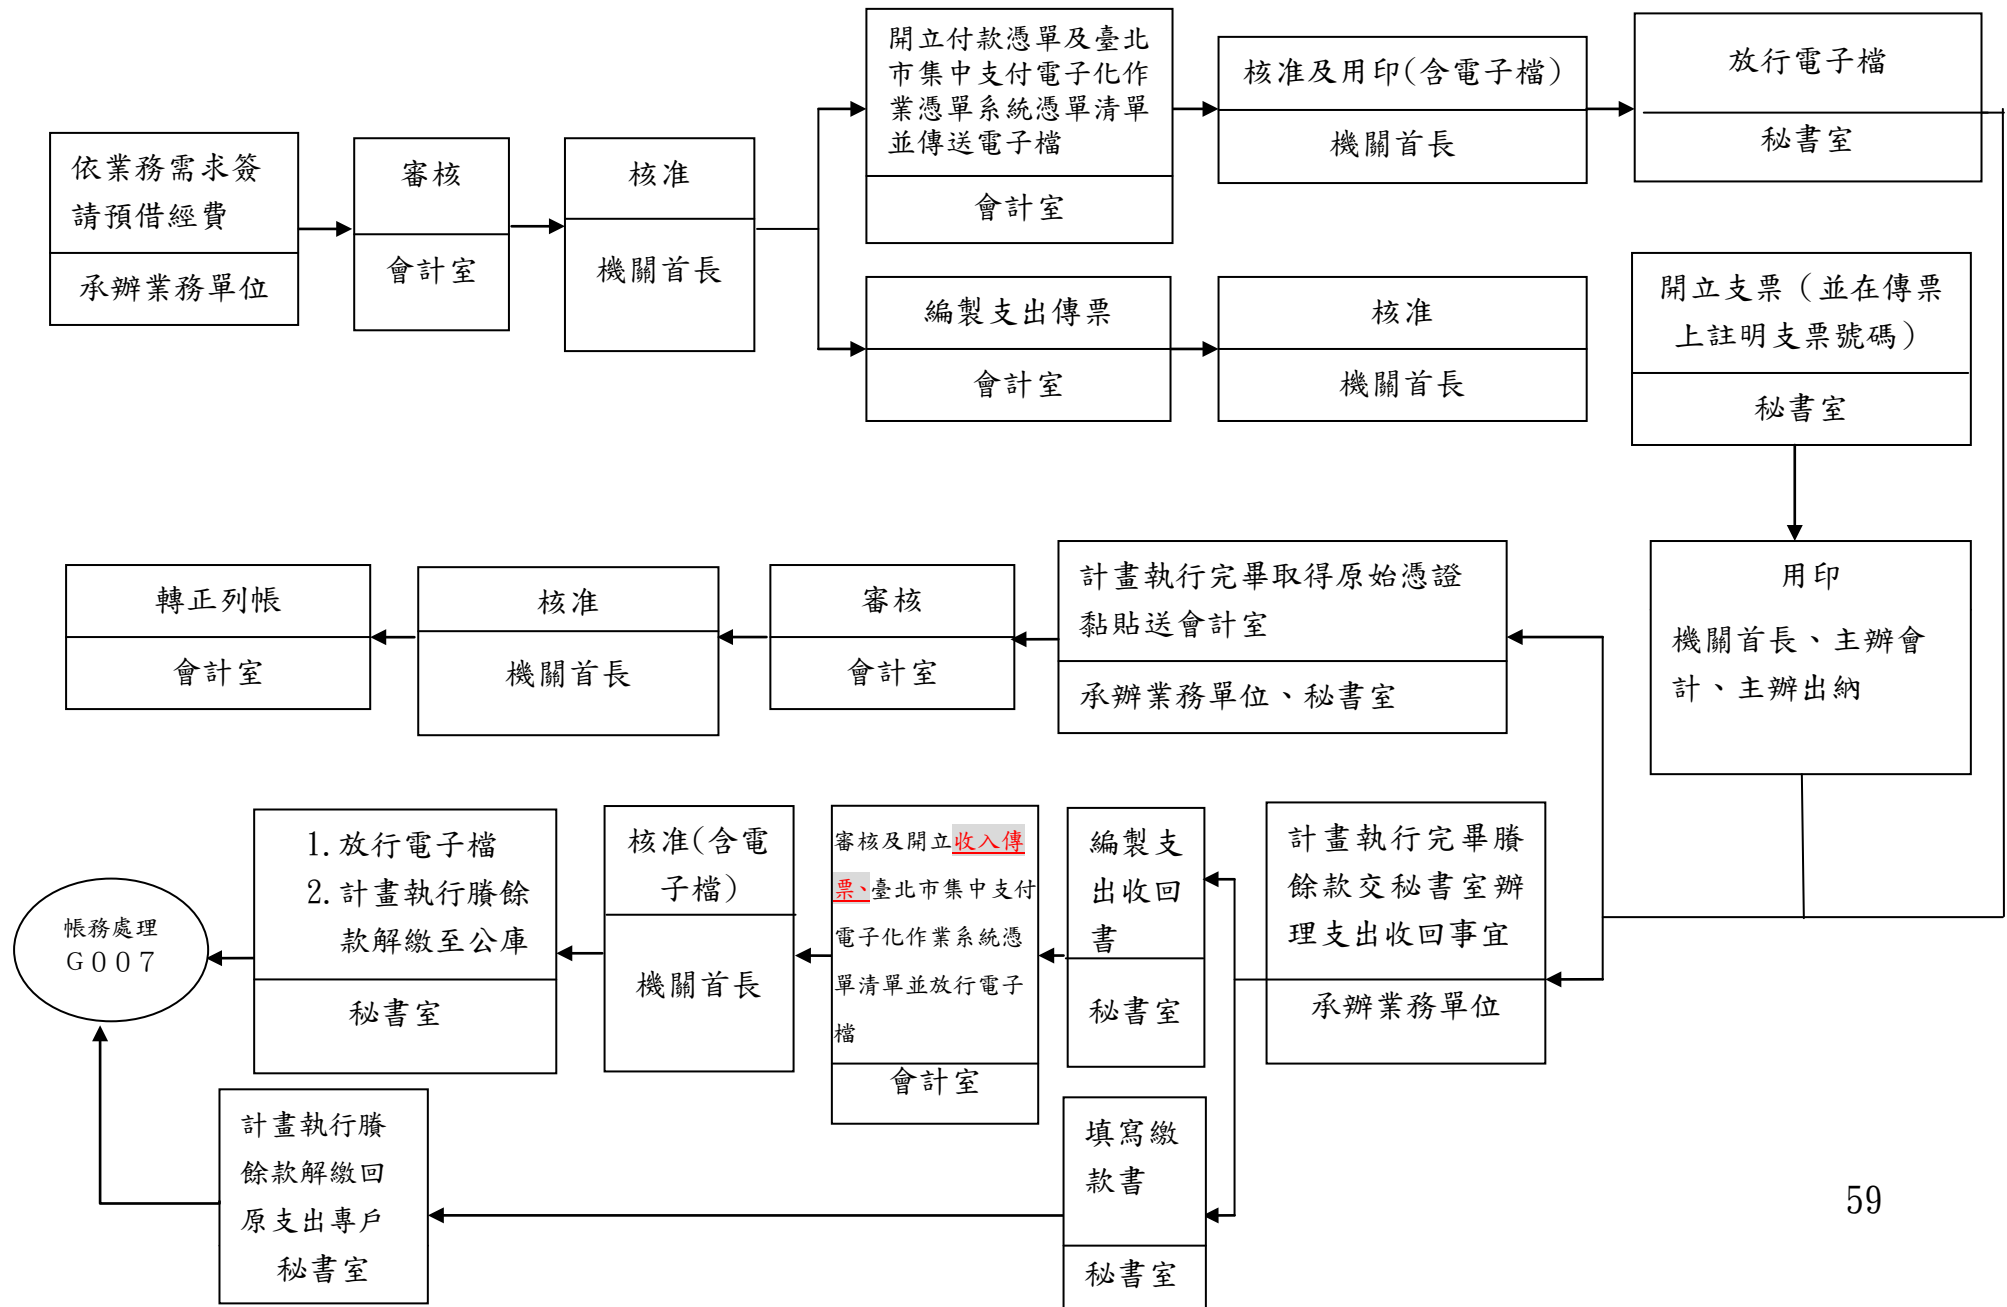 依業務需求簽
請預借經費
承辦業務單位
審核
會計室
核准
機關首長
開立付款憑單及臺北
市集中支付電子化作
業憑單系統憑單清單
並傳送電子檔
會計室
核准及用印(含電子檔)
機關首長
放行電子檔
秘書室
編製支出傳票
會計室
核准
機關首長
開立支票（並在傳票
上註明支票號碼）
秘書室
用印
機關首長、主辦會
計、主辦出納
計畫執行完畢取得原始憑證
黏貼送會計室
承辦業務單位、秘書室
審核
會計室
核准
機關首長
轉正列帳
會計室
計畫執行完畢賸
餘款交秘書室辦
理支出收回事宜
承辦業務單位
編製支
出收回
書
秘書室
審核及開立收入傳
票、臺北市集中支付
電子化作業系統憑
單清單並放行電子
檔
會計室
核准(含電
子檔)
機關首長
1.放行電子檔
2.計畫執行賸餘
款解繳至公庫
秘書室
帳務處理
G007
填寫繳
款書
秘書室
計畫執行賸
餘款解繳回
原支出專戶
秘書室
59